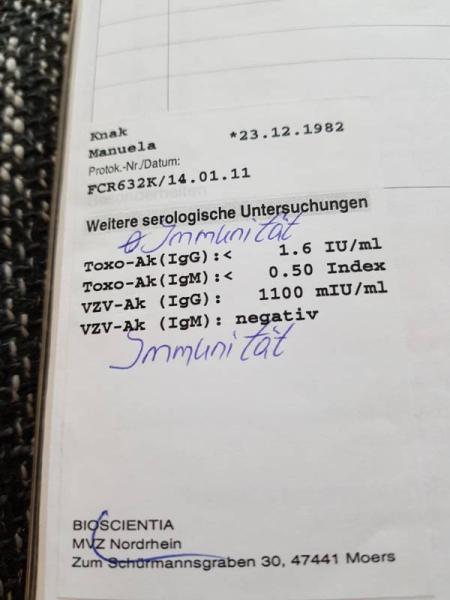 Knak
Manuela *23.12.1982
Protok.-Nr./Datum:
FCR632K/14.01.11
Weitere serologische Untersuchungen
Ø Immunität
Toxo-Ak(IgG):< 1.6 IU/ml
Toxo-Ak(IgM):< 0.50 Index
VZV-Ak (IgG): 1100 mIU/ml
VZV-Ak (IgM): negativ
Immunität
BIOSCIENTIA
MVZ Nordrhein
Zum Schürmannsgraben 30, 47441 Moers